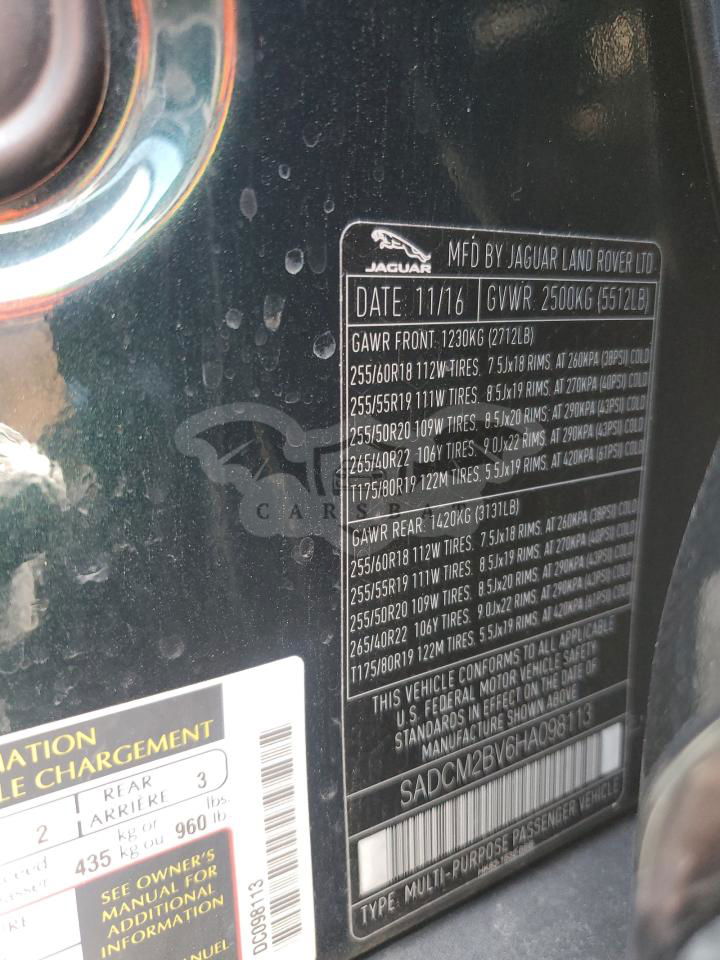 JAGUAR
MFD BY JAGUAR LAND ROVER LTD
DATE: 11/16 GVWR: 2500KG (5512LB)
GAWR FRONT: 1230KG (2712LB)
255/60R18 112W TIRES, 7.5Jx18 RIMS, AT 260KPA (38PSI) COLD
255/55R19 111W TIRES, 8.5Jx19 RIMS, AT 270KPA (40PSI) COLD
255/50R20 109W TIRES, 8.5Jx20 RIMS, AT 290KPA (43PSI) COLD
265/40R22 106Y TIRES, 9.0Jx22 RIMS, AT 290KPA (43PSI) COLD
T175/80R19 122M TIRES, 5.5Jx19 RIMS, AT 420KPA (61PSI) COLD
GAWR REAR: 1420KG (3131LB)
255/60R18 112W TIRES, 7.5Jx18 RIMS, AT 260KPA (38PSI) COLD
255/55R19 111W TIRES, 8.5Jx19 RIMS, AT 270KPA (40PSI) COLD
255/50R20 109W TIRES, 8.5Jx20 RIMS, AT 290KPA (43PSI) COLD
265/40R22 106Y TIRES, 9.0Jx22 RIMS, AT 290KPA (43PSI) COLD
T175/80R19 122M TIRES, 5.5Jx19 RIMS, AT 420KPA (61PSI) COLD
THIS VEHICLE CONFORMS TO ALL APPLICABLE
U.S. FEDERAL MOTOR VEHICLE SAFETY
STANDARDS IN EFFECT ON THE DATE OF
MANUFACTURE SHOWN ABOVE
SADCM2BV6HA098113
TYPE: MULTI-PURPOSE PASSENGER VEHICLE
MATION
LE CHARGEMENT
2 REAR 3
ARRIÈRE
435 kg or 960 lbs.
kg ou lb.
SEE OWNER'S
MANUAL FOR
ADDITIONAL
INFORMATION
NUEL
DC098113